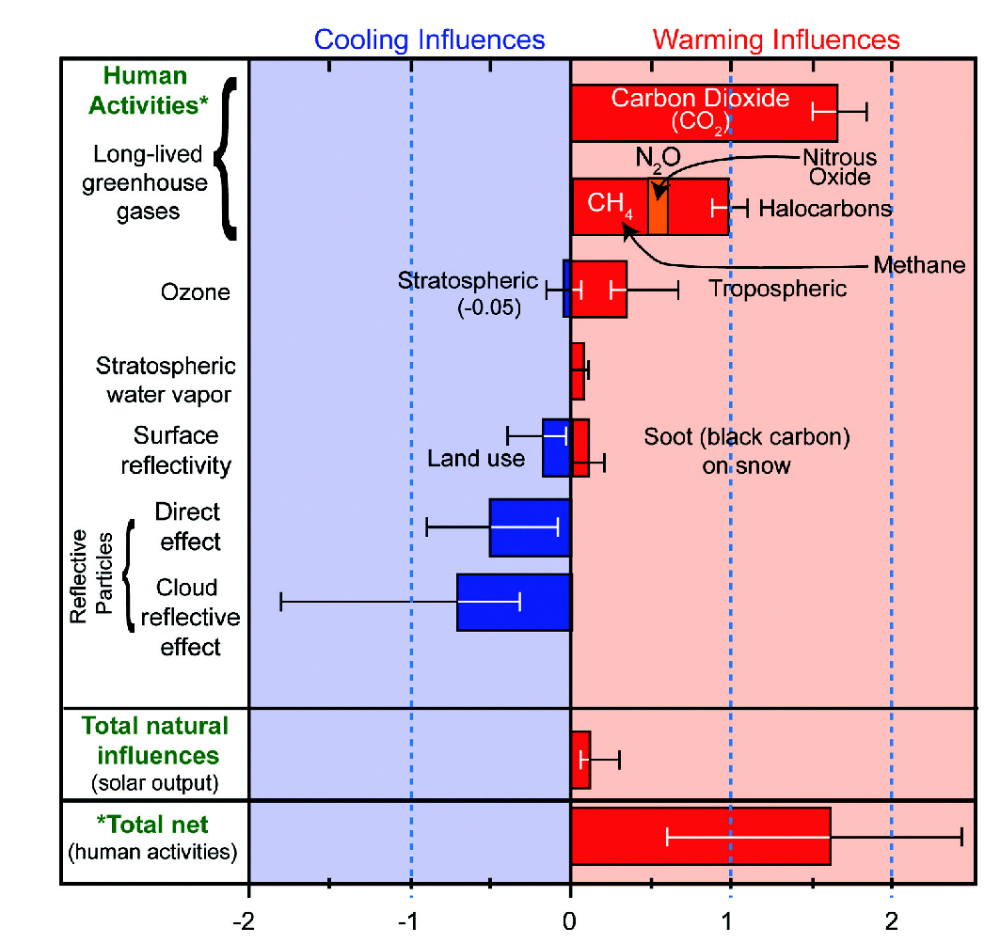 Cooling Influences
Warming Influences
Human
Activities*
Long-lived
greenhouse
gases
Carbon Dioxide
(CO2)
N2O
Nitrous
Oxide
CH4
Halocarbons
Methane
Ozone
Stratospheric
(-0.05)
Tropospheric
Stratospheric
water vapor
Surface
reflectivity
Land use
Soot (black carbon)
on snow
Reflective
Particles
Direct
effect
Cloud
reflective
effect
Total natural
influences
(solar output)
*Total net
(human activities)
-2
-1
0
1
2